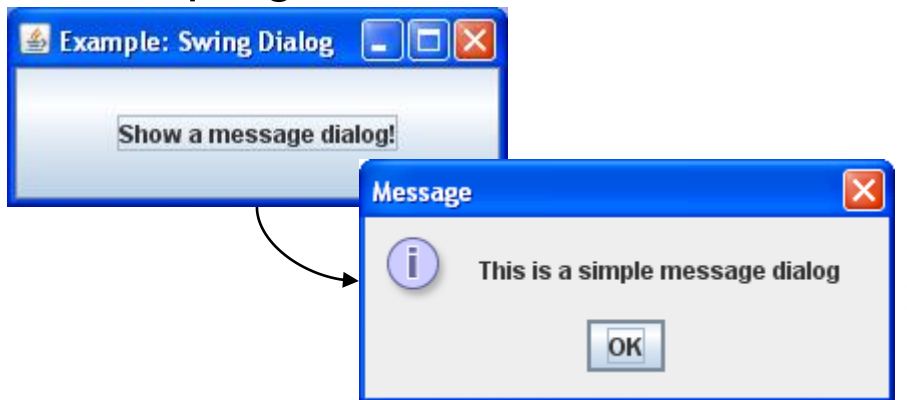 Example: Swing Dialog
Show a message dialog!
Message
i
This is a simple message dialog
OK